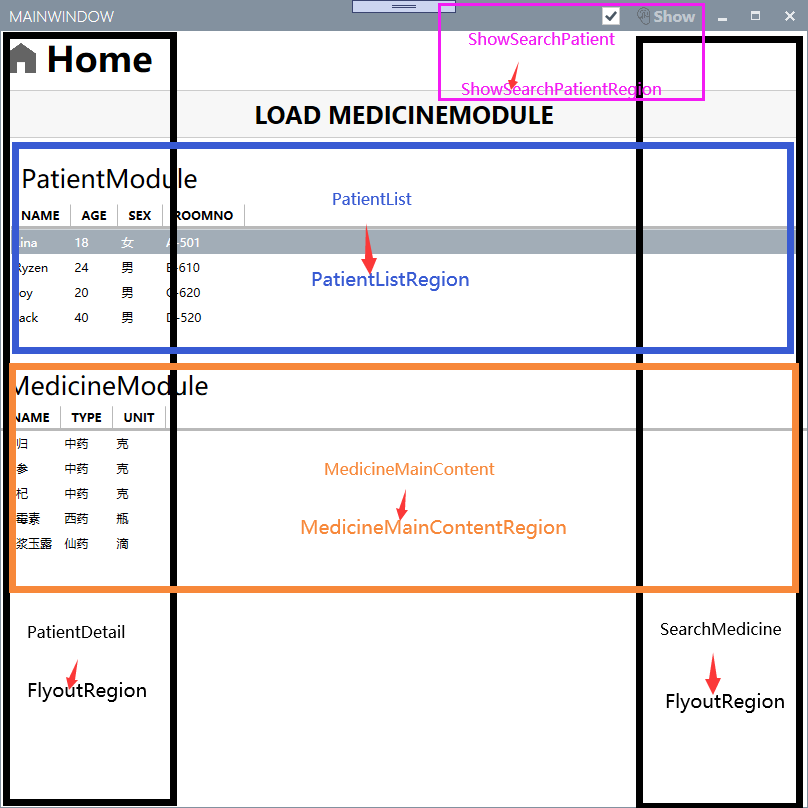 MAINWINDOW
Show
Home
ShowSearchPatient
ShowSearchPatientRegion
LOAD MEDICINEMODULE
PatientModule
NAME AGE SEX ROOMNO
ina 18 女 A-501
Ryzen 24 男 B-610
oy 20 男 C-620
ack 40 男 D-520
PatientList
PatientListRegion
MedicineModule
NAME TYPE UNIT
归 中药 克
参 中药 克
杞 中药 克
霉素 西药 瓶
浆玉露 仙药 滴
MedicineMainContent
MedicineMainContentRegion
PatientDetail
FlyoutRegion
SearchMedicine
FlyoutRegion